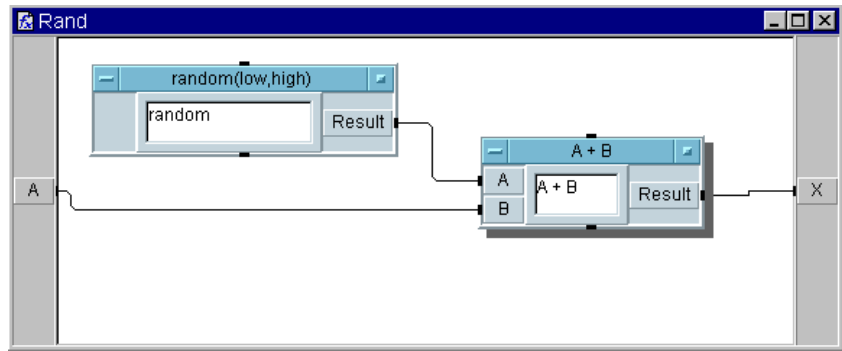 Rand
random(low,high)
random
Result
A + B
A
A + B
Result
B
A
X